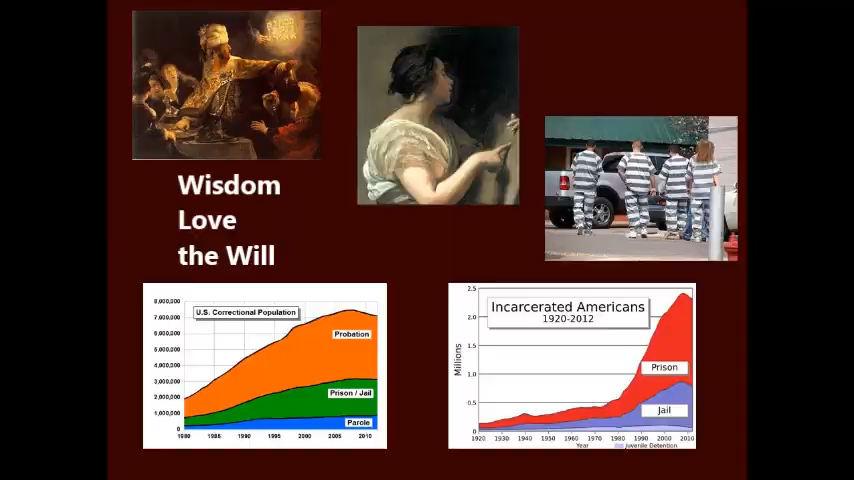 Wisdom
Love
the Will
U.S. Correctional Population
8,000,000
7,000,000
6,000,000
5,000,000
4,000,000
3,000,000
2,000,000
1,000,000
0
Probation
Prison / Jail
Parole
1980 1985 1990 1995 2000 2005 2010
Incarcerated Americans
1920-2012
Millions
2.5
2.0
1.5
1.0
0.5
0
Prison
Jail
1920 1930 1940 1950 1960 1970 1980 1990 2000 2010
Year
Juvenile Detention